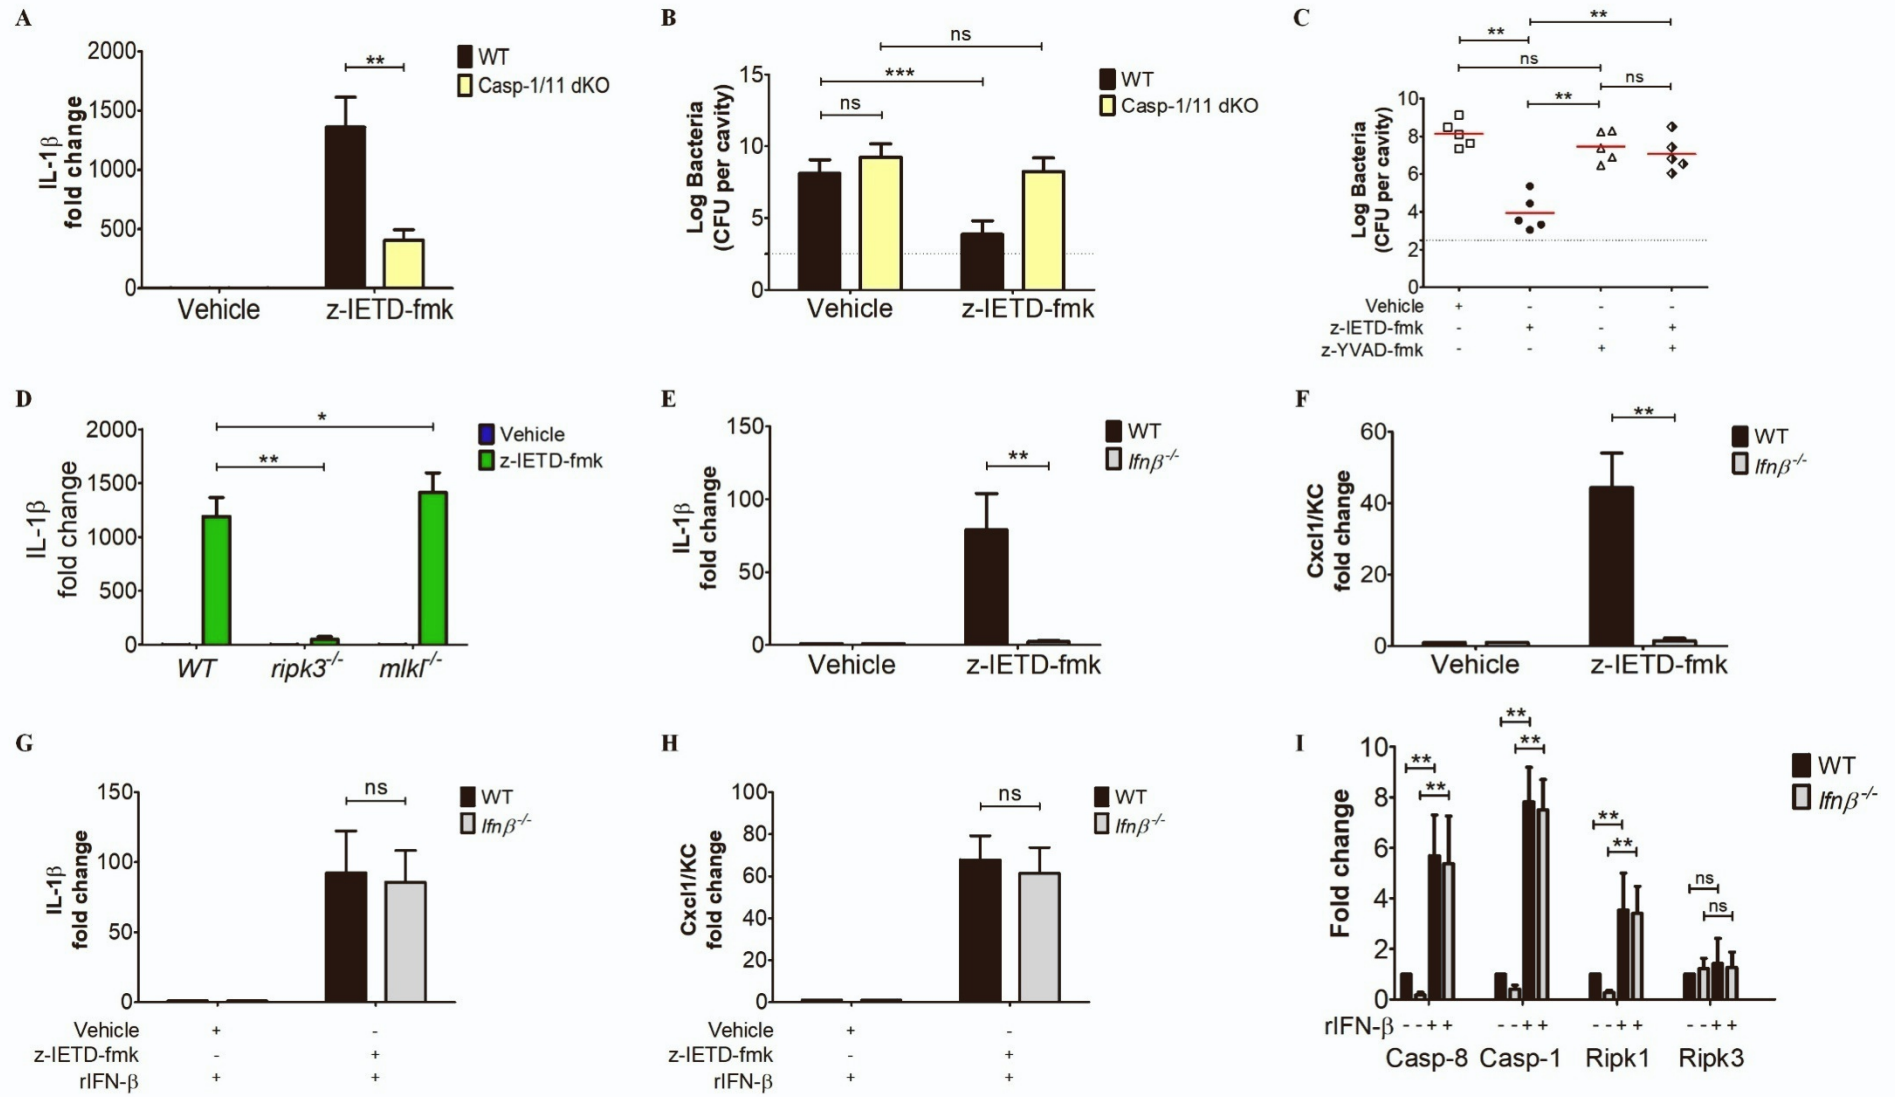 A
IL-1β
fold change
2000
1500
1000
500
0
**
WT
Casp-1/11 dKO
Vehicle
z-IETD-fmk
B
Log Bacteria
(CFU per cavity)
15
10
5
0
ns
***
ns
WT
Casp-1/11 dKO
Vehicle
z-IETD-fmk
C
Log Bacteria
(CFU per cavity)
10
8
6
4
2
0
**
**
ns
ns
**
Vehicle + - - -
z-IETD-fmk - + - +
z-YVAD-fmk - - + +
D
IL-1β
fold change
2000
1500
1000
500
0
*
**
Vehicle
z-IETD-fmk
WT
ripk3-/-
mlkl-/-
E
IL-1β
fold change
150
100
50
0
**
WT
Ifnβ-/-
Vehicle
z-IETD-fmk
F
Cxcl1/KC
fold change
60
40
20
0
**
WT
Ifnβ-/-
Vehicle
z-IETD-fmk
G
IL-1β
fold change
150
100
50
0
ns
WT
Ifnβ-/-
Vehicle + -
z-IETD-fmk - +
rIFN-β + +
H
Cxcl1/KC
fold change
100
80
60
40
20
0
ns
WT
Ifnβ-/-
Vehicle + -
z-IETD-fmk - +
rIFN-β + +
I
Fold change
10
8
6
4
2
0
**
**
**
**
**
**
ns
ns
WT
Ifnβ-/-
rIFN-β --++ --++ --++ --++
Casp-8 Casp-1 Ripk1 Ripk3